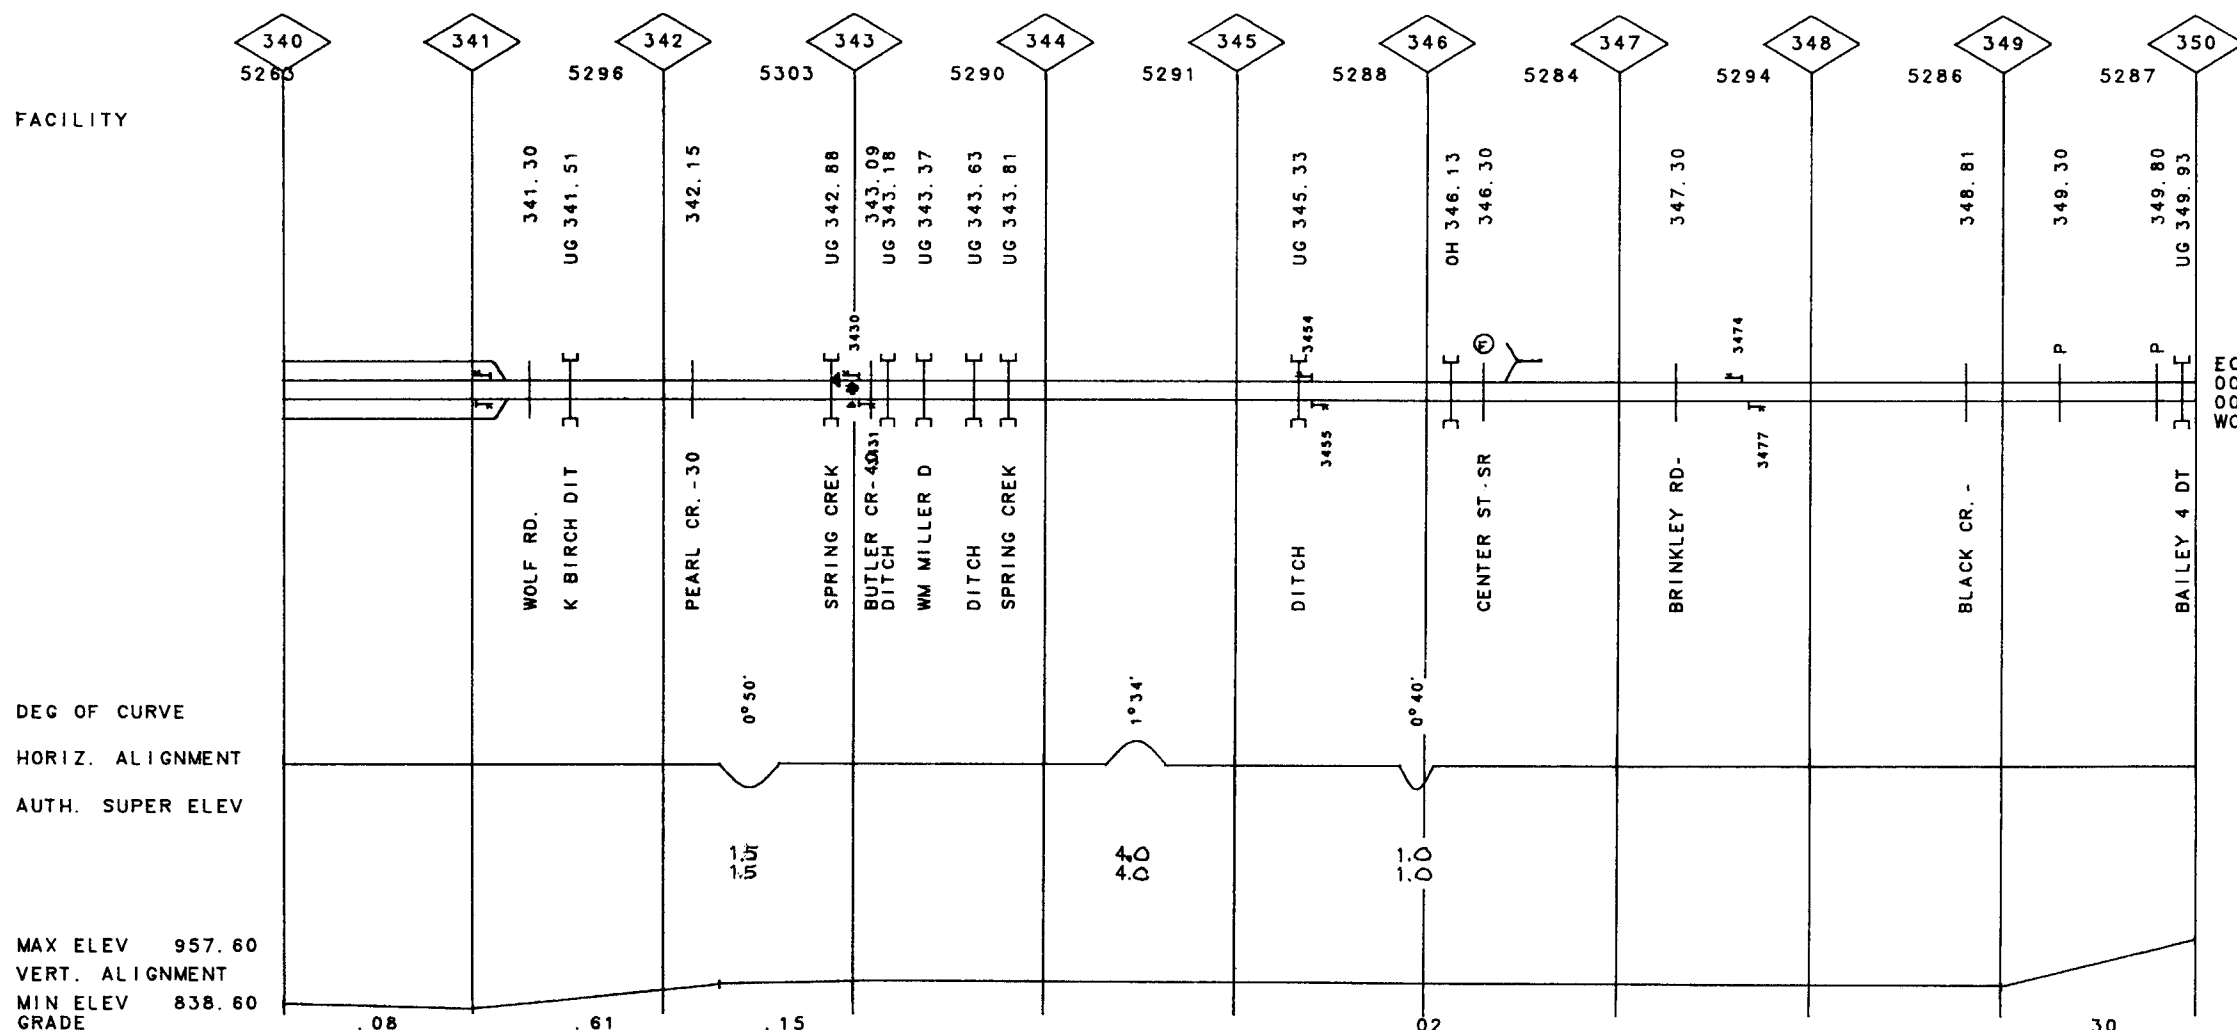 340 341 342 343 344 345 346 347 348 349 350
5263 5296 5303 5290 5291 5288 5284 5294 5286 5287
FACILITY
341.30
UG 341.51
342.15
UG 342.88
343.09
UG 343.18
UG 343.37
UG 343.63
UG 343.81
UG 345.33
OH 346.13
346.30
347.30
348.81
349.30
349.80
UG 349.93
3430
3454
3474
P
P
EO
OO
OO
WO
3431
3455
3477
WOLF RD.
K BIRCH DIT
PEARL CR.-30
SPRING CREK
BUTLER CR-40
DITCH
WM MILLER D
DITCH
SPRING CREK
DITCH
CENTER ST-SR
BRINKLEY RD-
BLACK CR.-
BAILEY 4 DT
DEG OF CURVE
0°50'
1°34'
0°40'
HORIZ. ALIGNMENT
AUTH. SUPER ELEV
1.5 4.0 1.0
1.5 4.0 1.0
MAX ELEV 957.60
VERT. ALIGNMENT
MIN ELEV 838.60
GRADE .08 .61 .15 02 30